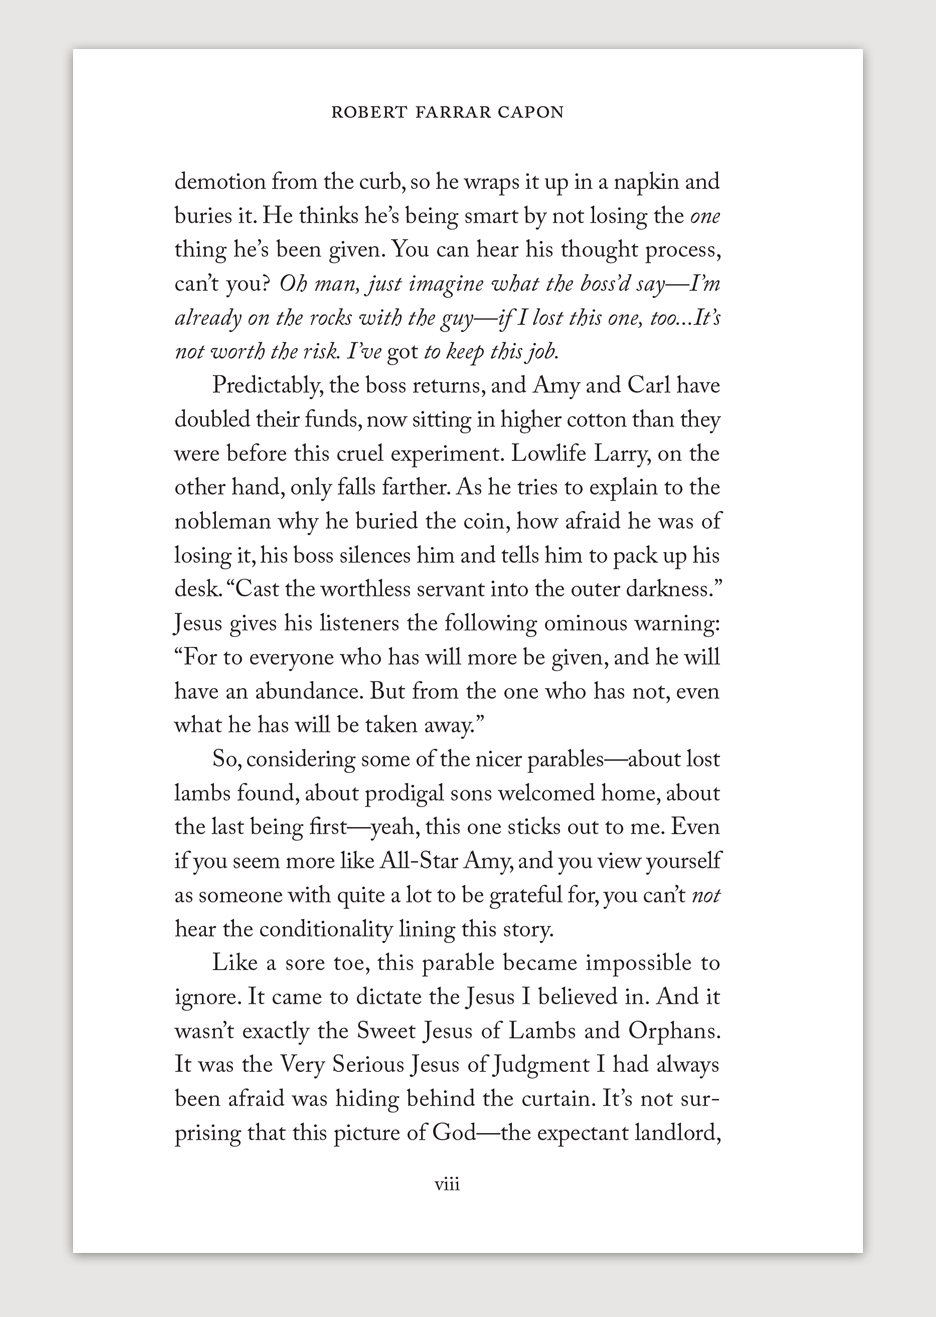 ROBERT FARRAR CAPON
demotion from the curb, so he wraps it up in a napkin and
buries it. He thinks he’s being smart by not losing the one
thing he’s been given. You can hear his thought process,
can’t you? Oh man, just imagine what the boss’d say—I’m
already on the rocks with the guy—if I lost this one, too...It’s
not worth the risk. I’ve got to keep this job.
Predictably, the boss returns, and Amy and Carl have
doubled their funds, now sitting in higher cotton than they
were before this cruel experiment. Lowlife Larry, on the
other hand, only falls farther. As he tries to explain to the
nobleman why he buried the coin, how afraid he was of
losing it, his boss silences him and tells him to pack up his
desk. “Cast the worthless servant into the outer darkness.”
Jesus gives his listeners the following ominous warning:
“For to everyone who has will more be given, and he will
have an abundance. But from the one who has not, even
what he has will be taken away.”
So, considering some of the nicer parables—about lost
lambs found, about prodigal sons welcomed home, about
the last being first—yeah, this one sticks out to me. Even
if you seem more like All-Star Amy, and you view yourself
as someone with quite a lot to be grateful for, you can’t not
hear the conditionality lining this story.
Like a sore toe, this parable became impossible to
ignore. It came to dictate the Jesus I believed in. And it
wasn’t exactly the Sweet Jesus of Lambs and Orphans.
It was the Very Serious Jesus of Judgment I had always
been afraid was hiding behind the curtain. It’s not sur-
prising that this picture of God—the expectant landlord,
viii